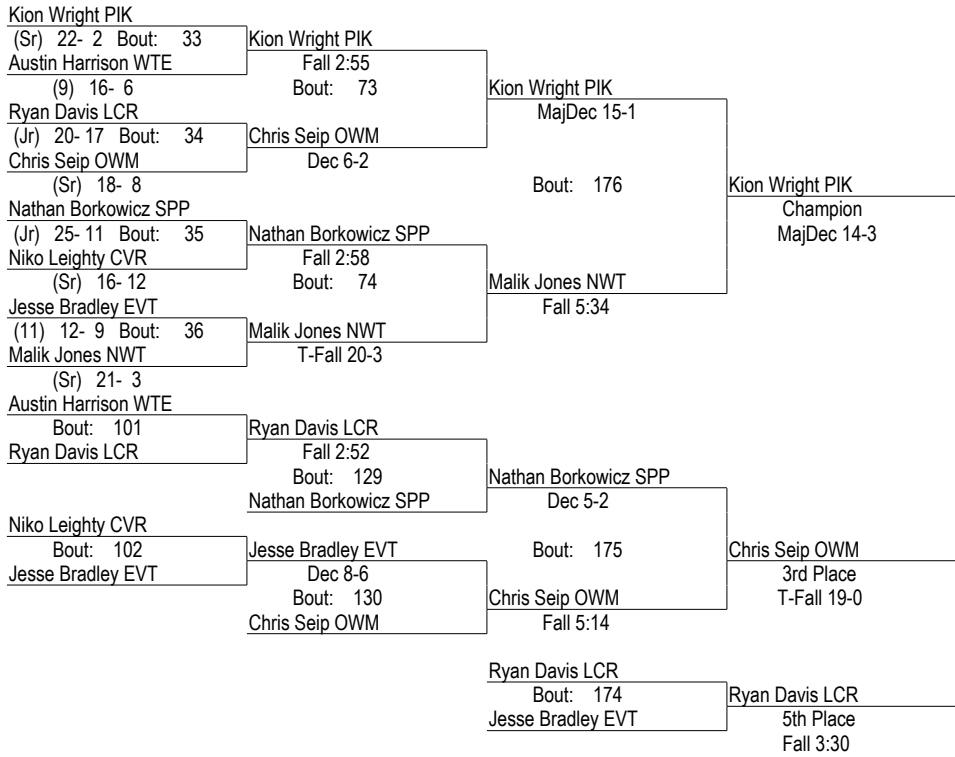 Kion Wright PIK
(Sr) 22- 2 Bout: 33 Kion Wright PIK
Austin Harrison WTE Fall 2:55
(9) 16- 6 Bout: 73 Kion Wright PIK
Ryan Davis LCR MajDec 15-1
(Jr) 20- 17 Bout: 34 Chris Seip OWM
Chris Seip OWM Dec 6-2
(Sr) 18- 8 Bout: 176 Kion Wright PIK
Nathan Borkowicz SPP Champion
(Jr) 25- 11 Bout: 35 Nathan Borkowicz SPP MajDec 14-3
Niko Leighty CVR Fall 2:58
(Sr) 16- 12 Bout: 74 Malik Jones NWT
Jesse Bradley EVT Fall 5:34
(11) 12- 9 Bout: 36 Malik Jones NWT
Malik Jones NWT T-Fall 20-3
(Sr) 21- 3
Austin Harrison WTE
Bout: 101 Ryan Davis LCR
Ryan Davis LCR Fall 2:52
Bout: 129 Nathan Borkowicz SPP
Nathan Borkowicz SPP Dec 5-2
Niko Leighty CVR
Bout: 102 Jesse Bradley EVT Bout: 175 Chris Seip OWM
Jesse Bradley EVT Dec 8-6 3rd Place
Bout: 130 Chris Seip OWM T-Fall 19-0
Chris Seip OWM Fall 5:14
Ryan Davis LCR
Bout: 174 Ryan Davis LCR
Jesse Bradley EVT 5th Place
Fall 3:30